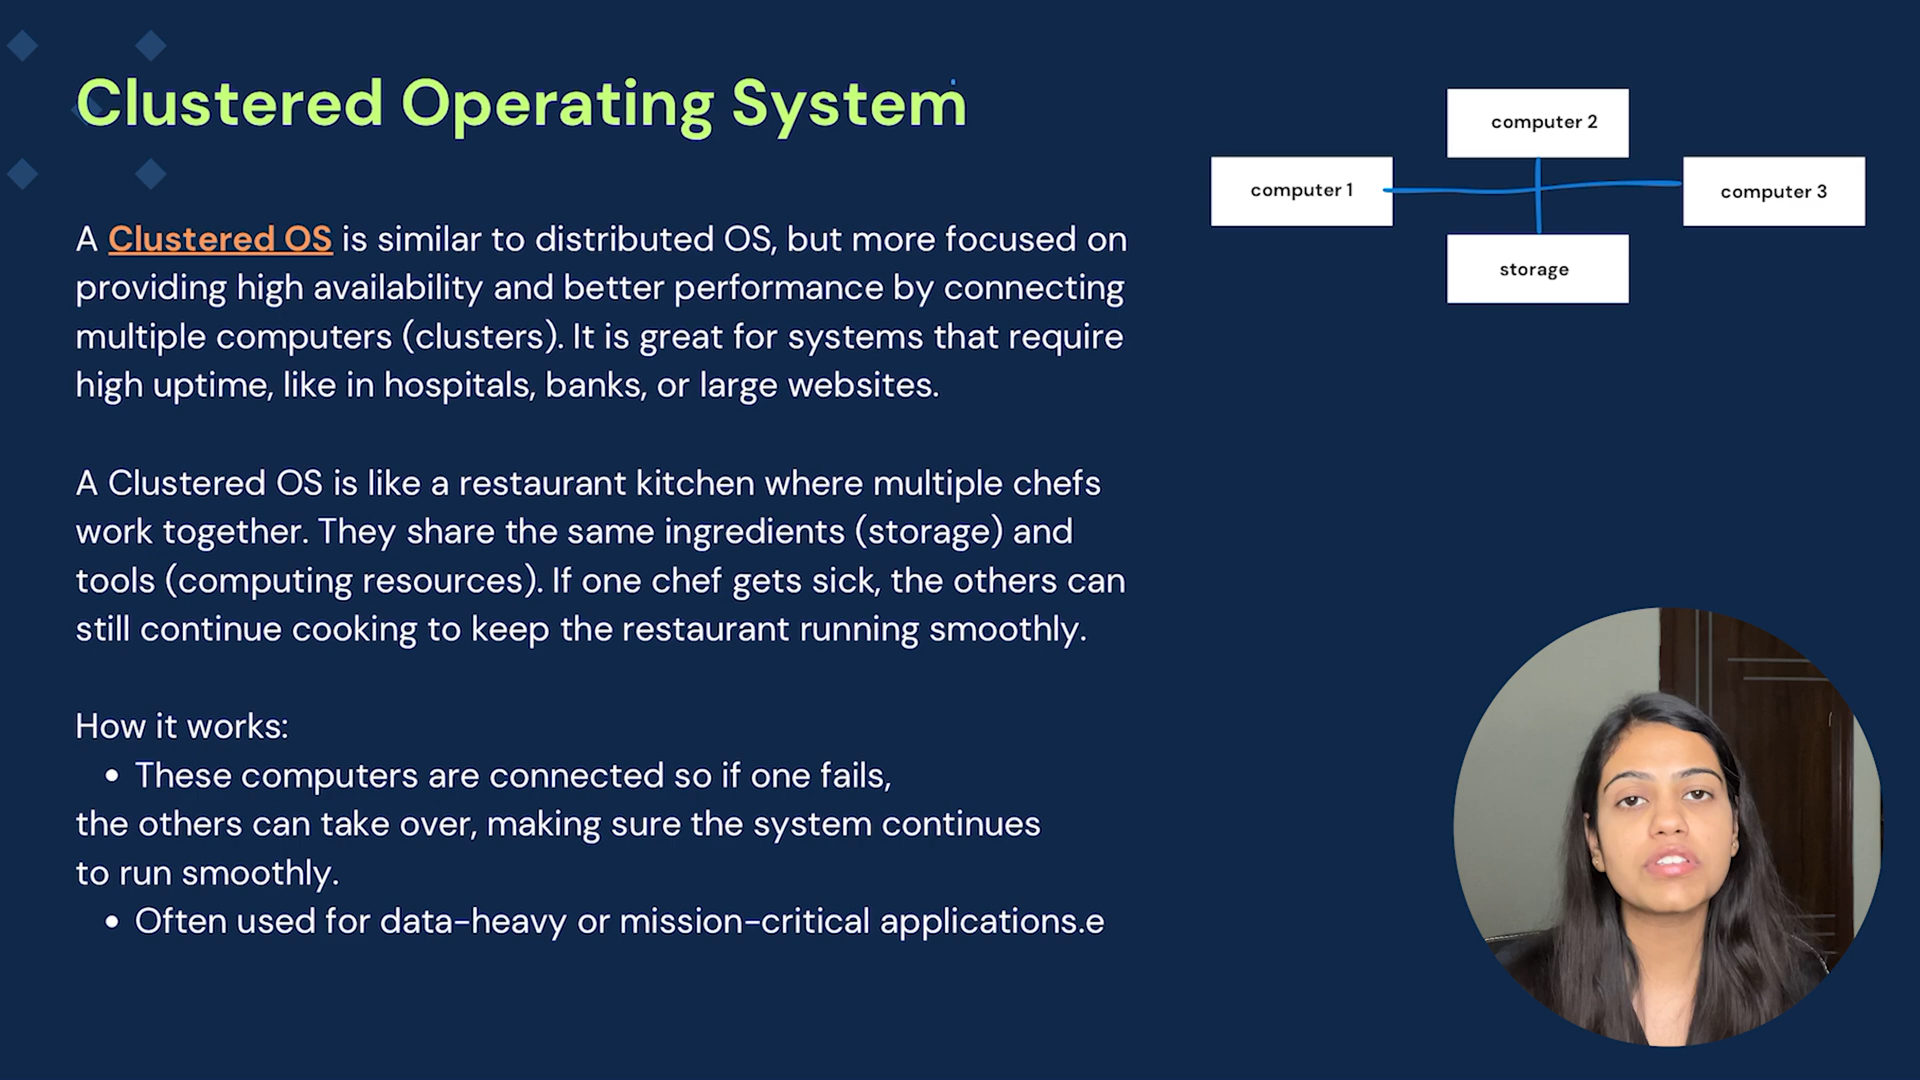 Clustered Operating System
A Clustered OS is similar to distributed OS, but more focused on
providing high availability and better performance by connecting
multiple computers (clusters). It is great for systems that require
high uptime, like in hospitals, banks, or large websites.
A Clustered OS is like a restaurant kitchen where multiple chefs
work together. They share the same ingredients (storage) and
tools (computing resources). If one chef gets sick, the others can
still continue cooking to keep the restaurant running smoothly.
How it works:
• These computers are connected so if one fails,
the others can take over, making sure the system continues
to run smoothly.
• Often used for data-heavy or mission-critical applications.e
computer 2
computer 1
computer 3
storage